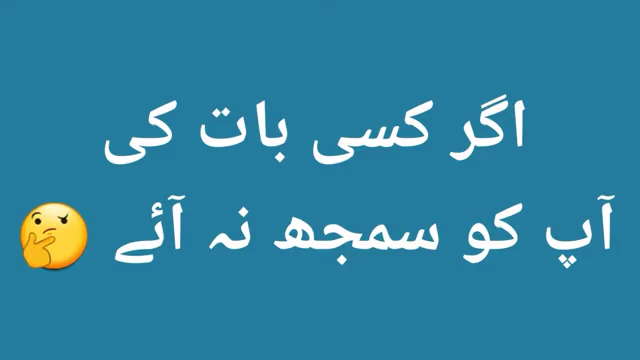 اگر کسی بات کی
آپ کو سمجھ نہ آئے 🤔